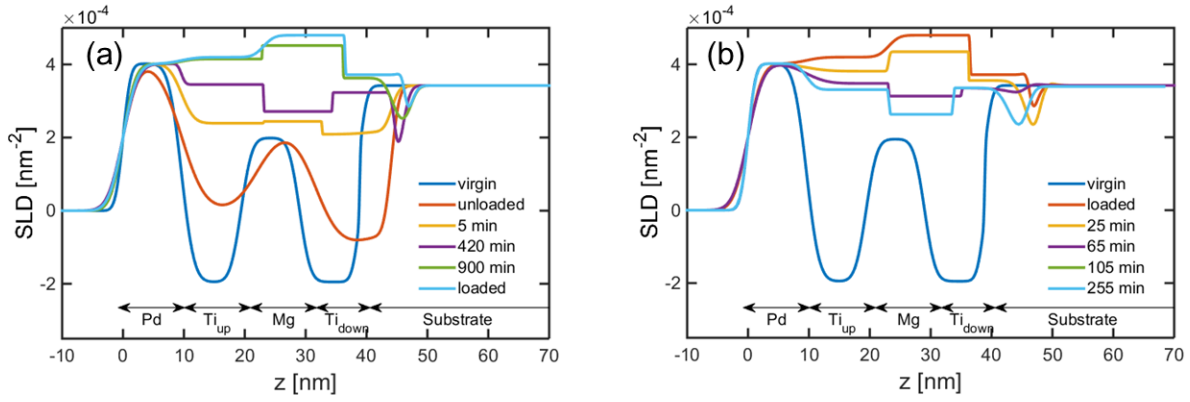 ×10⁻⁴
(a)
4
2
0
-2
SLD [nm⁻²]
virgin
unloaded
5 min
420 min
900 min
loaded
Pd
Ti_up
Mg
Ti_down
Substrate
-10 0 10 20 30 40 50 60 70
z [nm]
×10⁻⁴
(b)
4
2
0
-2
SLD [nm⁻²]
virgin
loaded
25 min
65 min
105 min
255 min
Pd
Ti_up
Mg
Ti_down
Substrate
-10 0 10 20 30 40 50 60 70
z [nm]